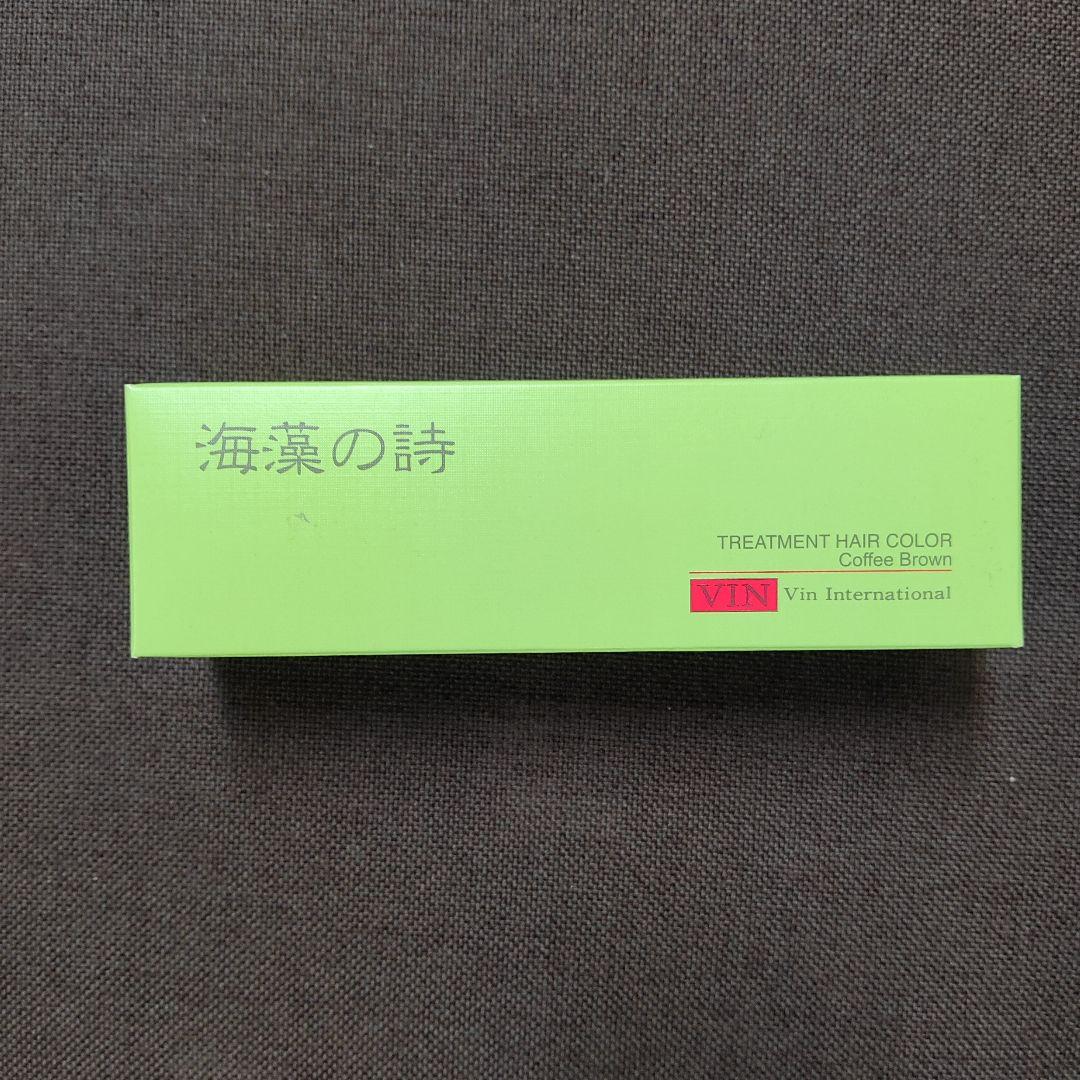 海藻の詩
TREATMENT HAIR COLOR
Coffee Brown
VIN Vin International